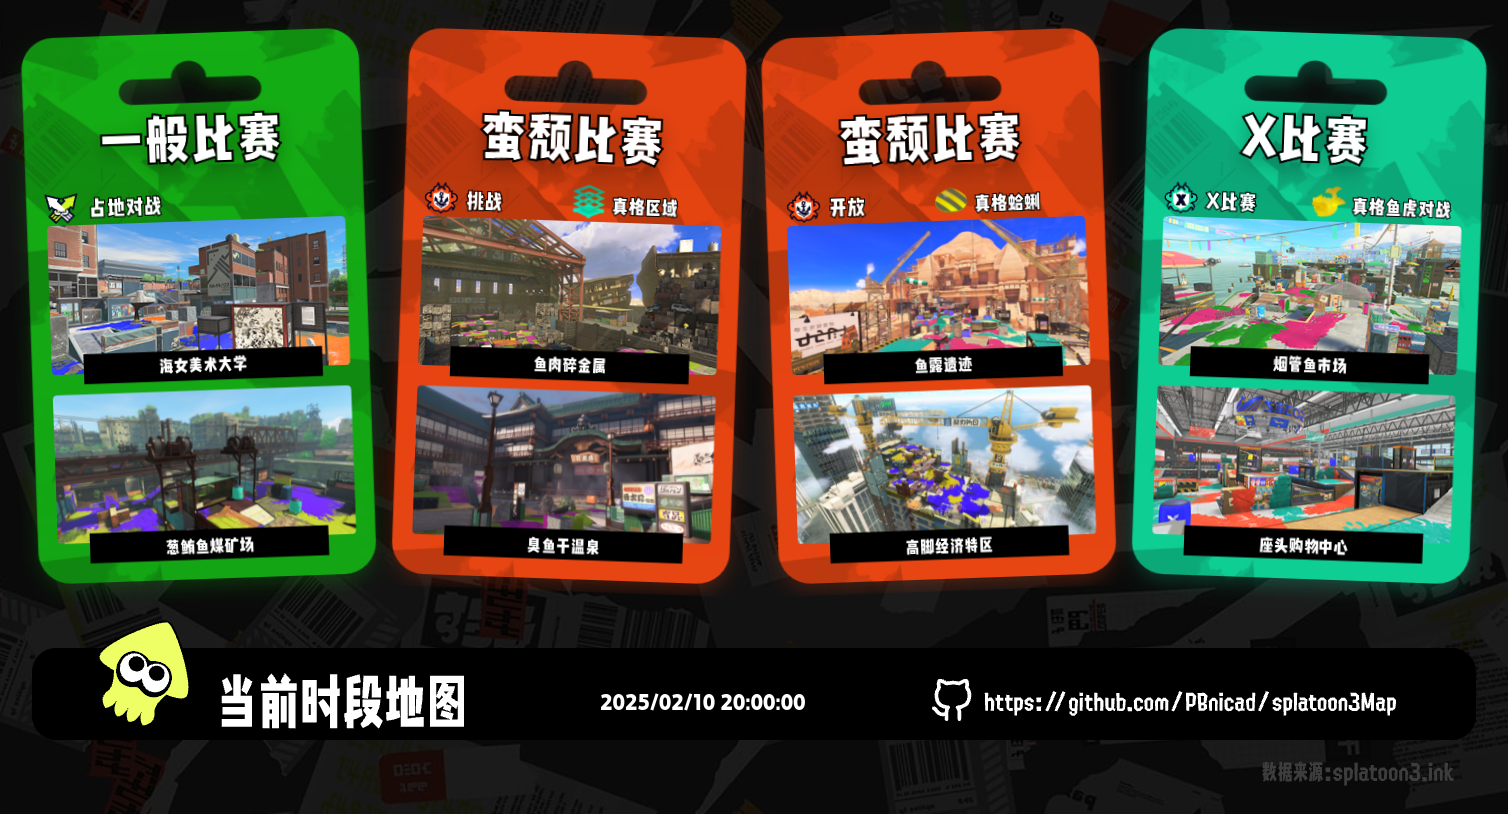 一般比赛
占地对战
海女美术大学
葱鲔鱼煤矿场
蛮颓比赛
挑战
真格区域
鱼肉碎金属
臭鱼干温泉
蛮颓比赛
开放
真格蛤蜊
鱼露遗迹
高脚经济特区
X比赛
X比赛
真格鱼虎对战
烟管鱼市场
座头购物中心
当前时段地图
2025/02/10 20:00:00
https://github.com/PBnicad/splatoon3Map
数据来源:splatoon3.ink